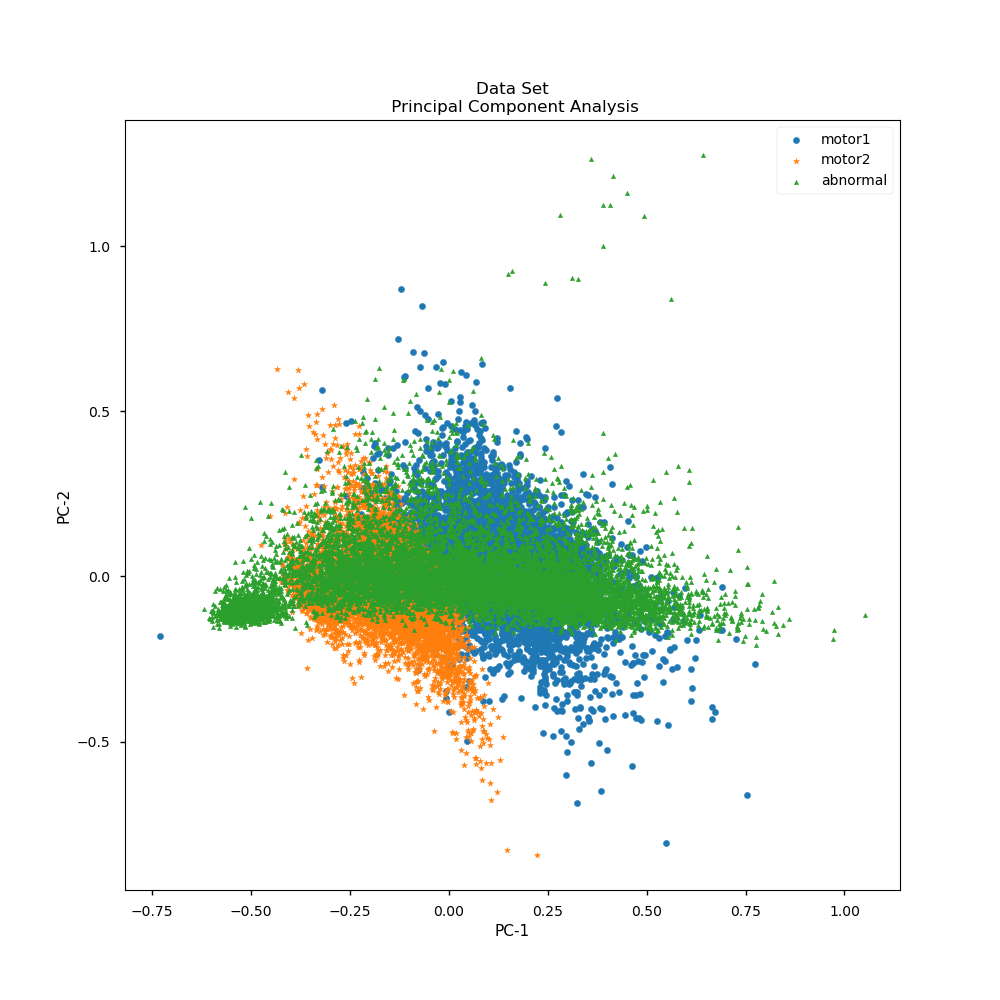 Data Set
Principal Component Analysis
motor1
motor2
abnormal
PC-2
1.0
0.5
0.0
−0.5
−0.75
−0.50
−0.25
0.00
0.25
0.50
0.75
1.00
PC-1